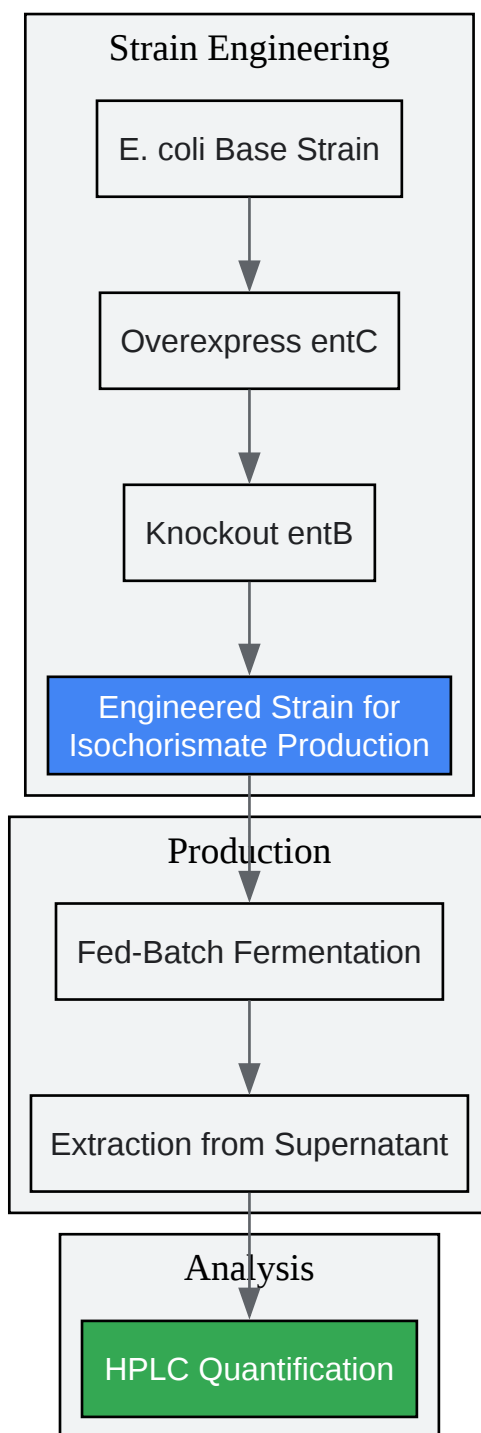 Strain Engineering
E. coli Base Strain
Overexpress entC
Knockout entB
Engineered Strain for
Isochorismate Production
Production
Fed-Batch Fermentation
Extraction from Supernatant
Analysis
HPLC Quantification